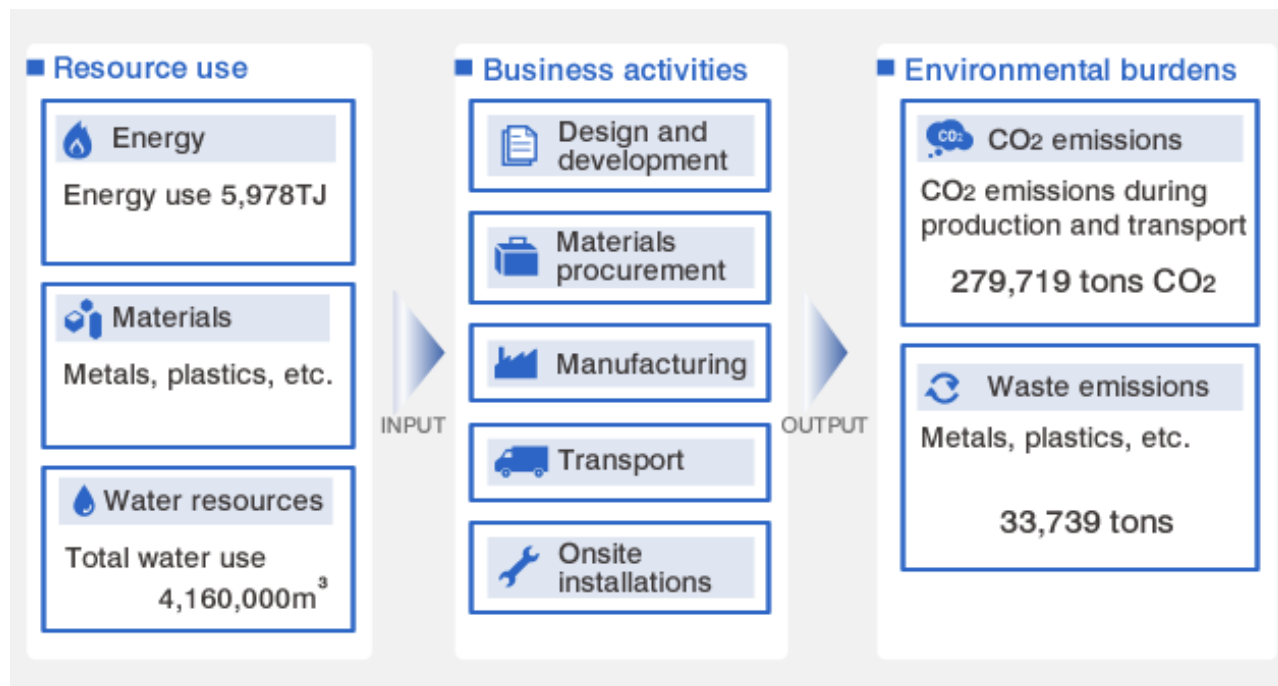 Resource use
Energy
Energy use 5,978TJ
Materials
Metals, plastics, etc.
Water resources
Total water use
4,160,000m³
INPUT
Business activities
Design and
development
Materials
procurement
Manufacturing
Transport
Onsite
installations
OUTPUT
Environmental burdens
CO2
CO2 emissions
CO2 emissions during
production and transport
279,719 tons CO2
Waste emissions
Metals, plastics, etc.
33,739 tons